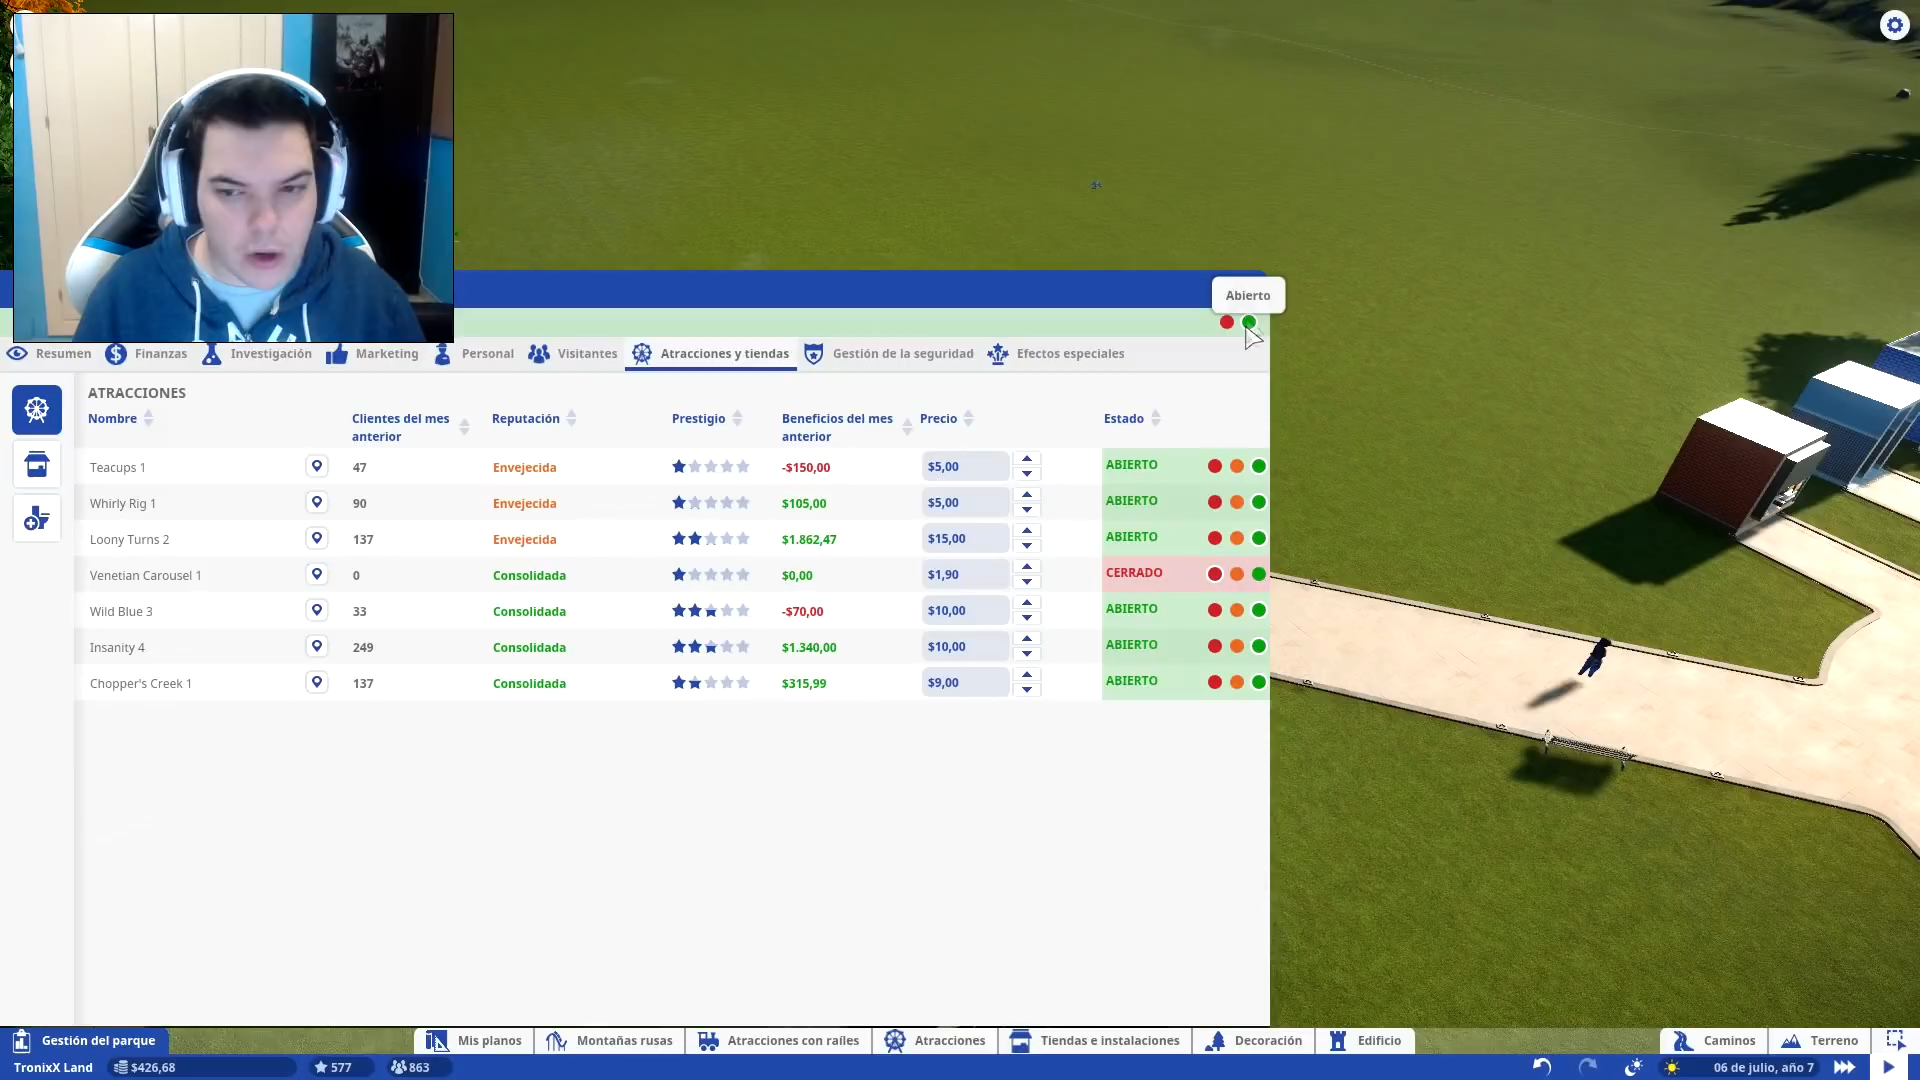 Abierto
Resumen Finanzas Investigación Marketing Personal Visitantes Atracciones y tiendas Gestión de la seguridad Efectos especiales
ATRACCIONES
Nombre Clientes del mes anterior Reputación Prestigio Beneficios del mes anterior Precio Estado
Teacups 1 47 Envejecida -$150,00 $5,00 ABIERTO
Whirly Rig 1 90 Envejecida $105,00 $5,00 ABIERTO
Loony Turns 2 137 Envejecida $1.862,47 $15,00 ABIERTO
Venetian Carousel 1 0 Consolidada $0,00 $1,90 CERRADO
Wild Blue 3 33 Consolidada -$70,00 $10,00 ABIERTO
Insanity 4 249 Consolidada $1.340,00 $10,00 ABIERTO
Chopper's Creek 1 137 Consolidada $315,99 $9,00 ABIERTO
Gestión del parque Mis planos Montañas rusas Atracciones con raíles Atracciones Tiendas e instalaciones Decoración Edificio Caminos Terreno
TronixX Land $426,68 577 863 06 de julio, año 7